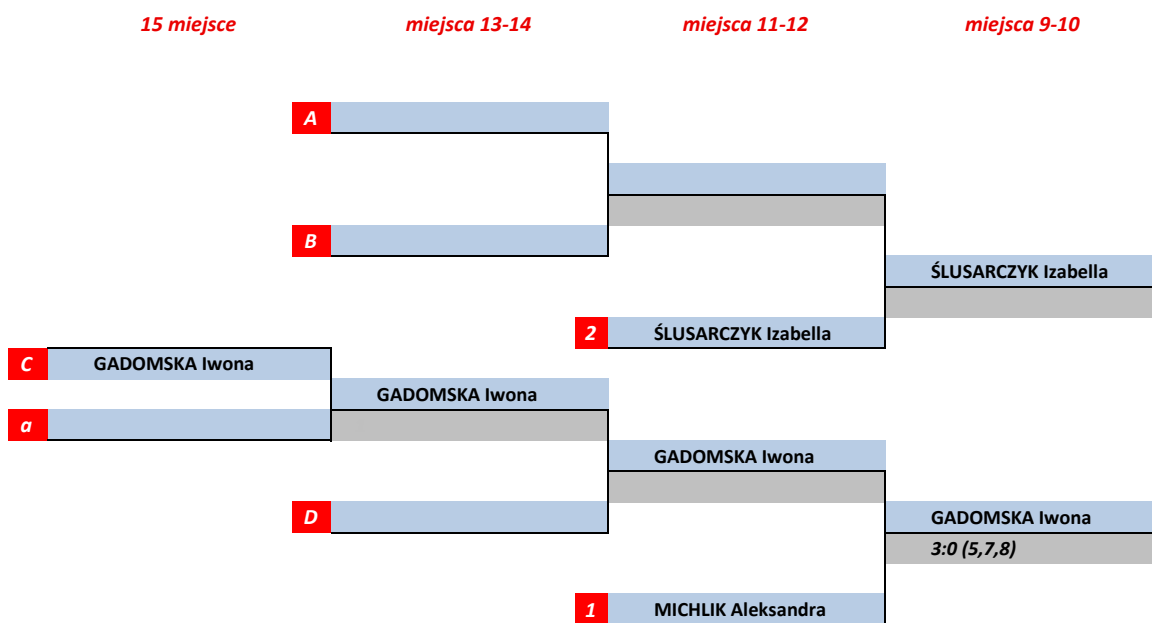 15 miejsce miejsca 13-14 miejsca 11-12 miejsca 9-10
A
B
ŚLUSARCZYK Izabella
2 ŚLUSARCZYK Izabella
C GADOMSKA Iwona
GADOMSKA Iwona
a
GADOMSKA Iwona
D GADOMSKA Iwona
3:0 (5,7,8)
1 MICHLIK Aleksandra